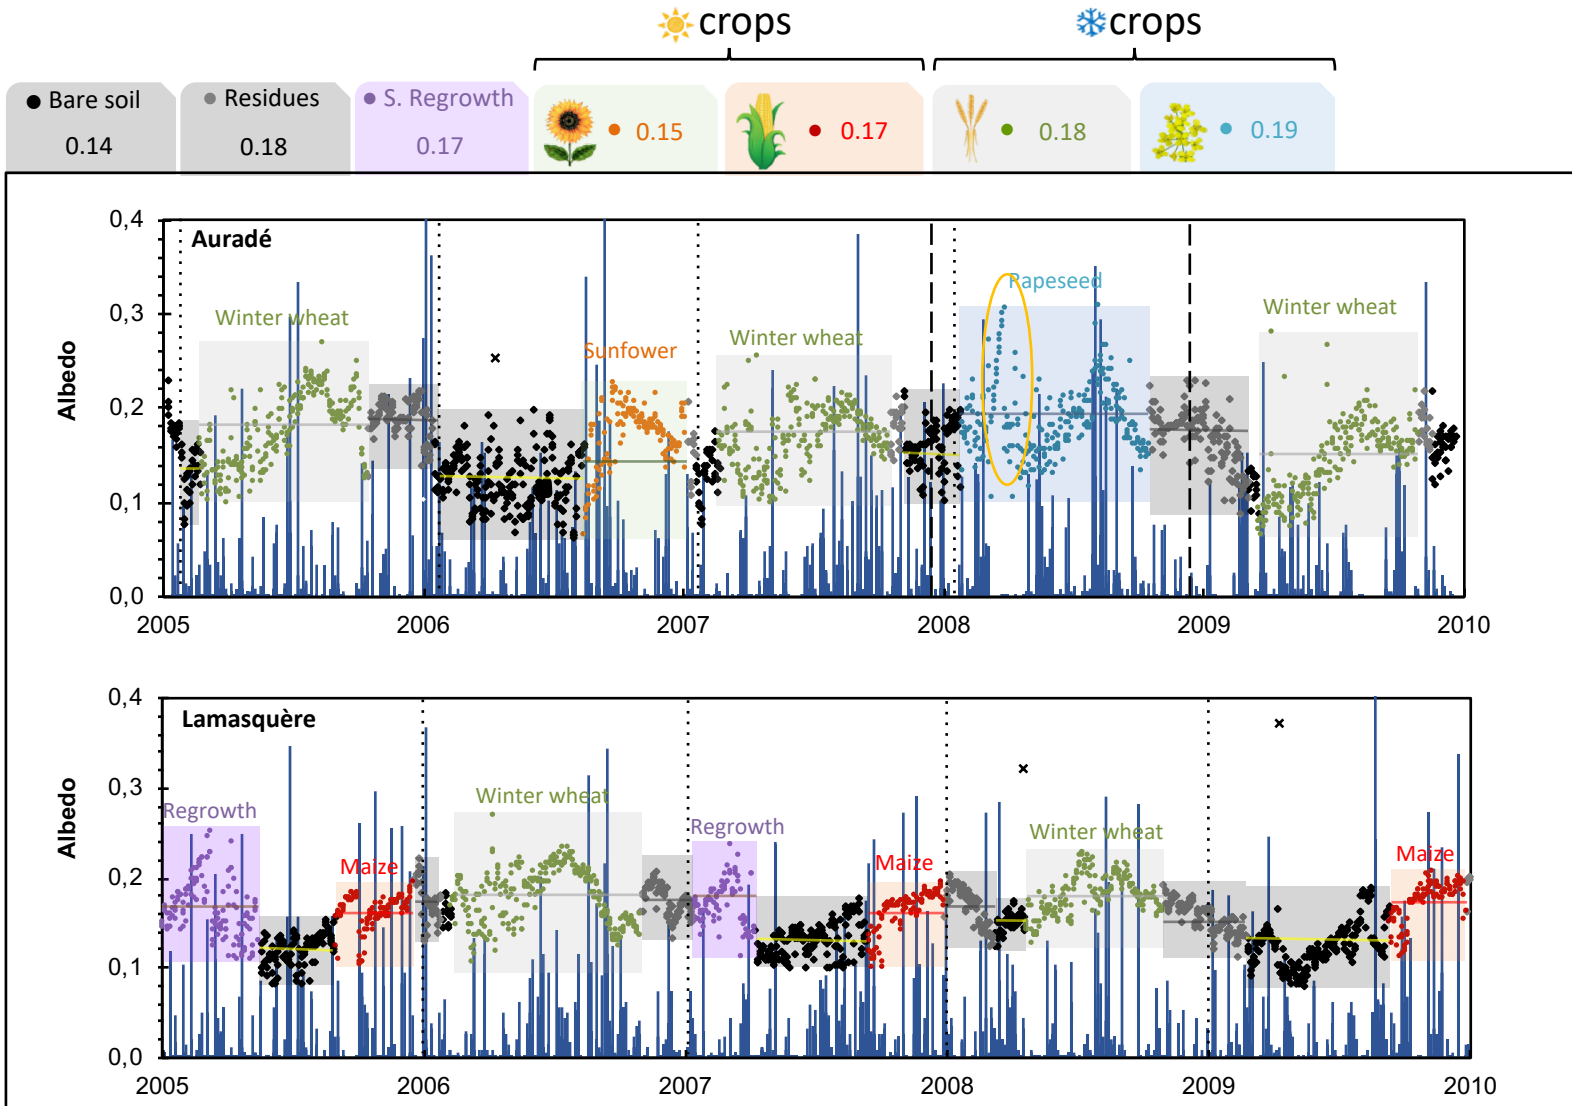 crops
crops
Bare soil
0.14
Residues
0.18
S. Regrowth
0.17
0.15
0.17
0.18
0.19
Auradé
Albedo
0,4
0,3
0,2
0,1
0,0
Winter wheat
Sunfower
Winter wheat
Rapeseed
Winter wheat
2005
2006
2007
2008
2009
2010
Lamasquère
Albedo
0,4
0,3
0,2
0,1
0,0
Regrowth
Maize
Winter wheat
Regrowth
Maize
Winter wheat
Maize
2005
2006
2007
2008
2009
2010